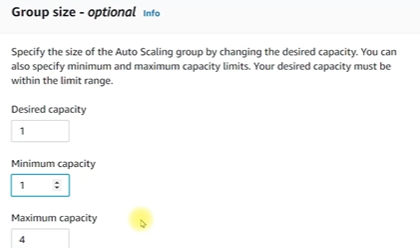 Group size - optional Info
Specify the size of the Auto Scaling group by changing the desired capacity. You can
also specify minimum and maximum capacity limits. Your desired capacity must be
within the limit range.
Desired capacity
1
Minimum capacity
1
Maximum capacity
4